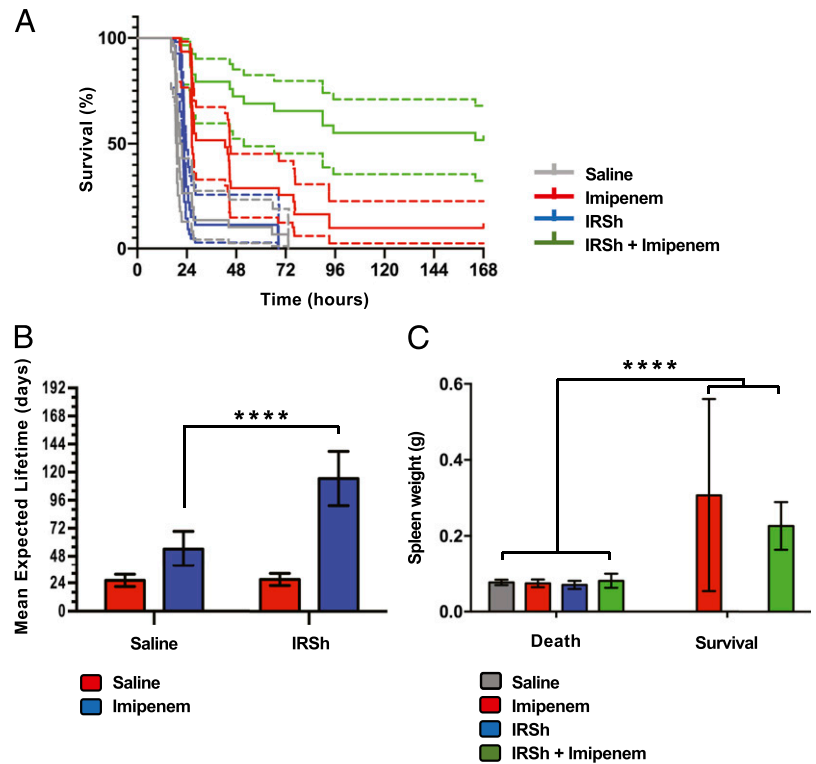 A
Survival (%)
100
50
0
0 24 48 72 96 120 144 168
Time (hours)
Saline
Imipenem
IRSh
IRSh + Imipenem
B
Mean Expected Lifetime (days)
192
168
144
120
96
72
48
24
0
****
Saline IRSh
Saline
Imipenem
C
Spleen weight (g)
0.6
0.4
0.2
0.0
****
Death Survival
Saline
Imipenem
IRSh
IRSh + Imipenem